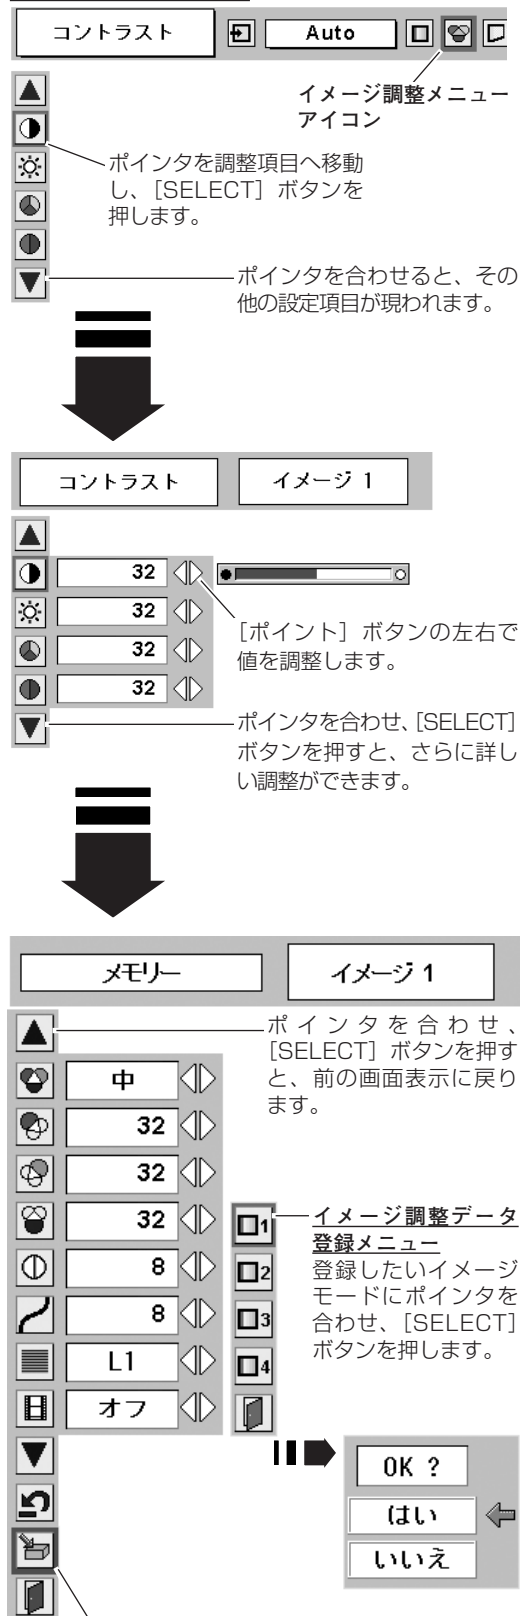 コントラスト
Auto
イメージ調整メニュー
アイコン
ポインタを調整項目へ移動
し、［SELECT］ボタンを
押します。
ポインタを合わせると、その
他の設定項目が現われます。
コントラスト
イメージ 1
32
32
32
32
［ポイント］ボタンの左右で
値を調整します。
ポインタを合わせ、［SELECT］
ボタンを押すと、さらに詳し
い調整ができます。
メモリー
イメージ 1
ポインタを合わせ、
［SELECT］ボタンを押す
と、前の画面表示に戻り
ます。
中
32
32
32
8
8
L1
オフ
1
2
3
4
イメージ調整データ
登録メニュー
登録したいイメージ
モードにポインタを
合わせ、［SELECT］
ボタンを押します。
OK ?
はい
いいえ